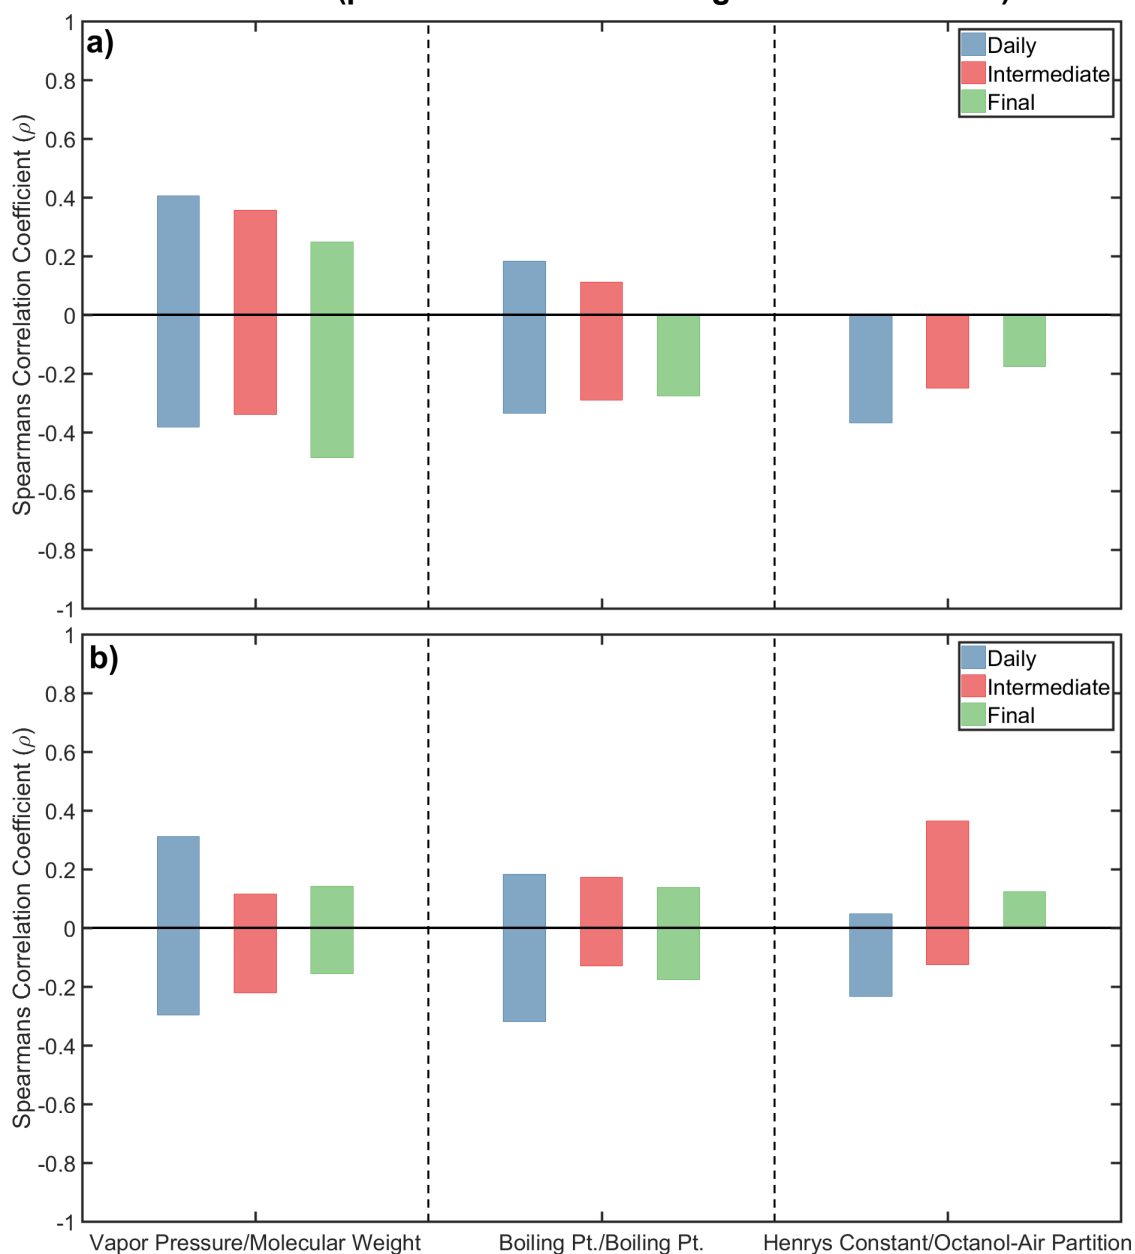 a)
Daily
Intermediate
Final
Spearmans Correlation Coefficient (ρ)
1
0.8
0.6
0.4
0.2
0
-0.2
-0.4
-0.6
-0.8
-1
b)
Daily
Intermediate
Final
Spearmans Correlation Coefficient (ρ)
1
0.8
0.6
0.4
0.2
0
-0.2
-0.4
-0.6
-0.8
-1
Vapor Pressure/Molecular Weight Boiling Pt./Boiling Pt. Henrys Constant/Octanol-Air Partition